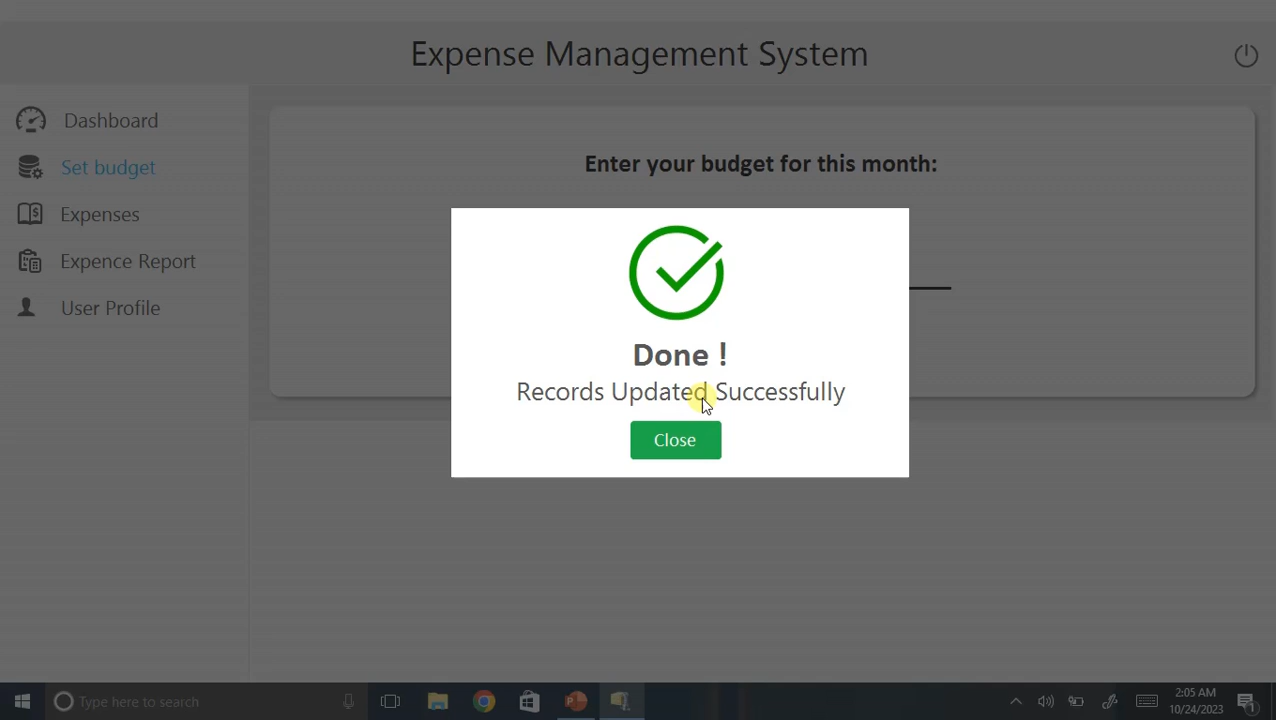 Expense Management System
Dashboard
Set budget
Expenses
Expence Report
User Profile
Enter your budget for this month:
Done !
Records Updated Successfully
Close
Type here to search
2:05 AM
10/24/2023
1